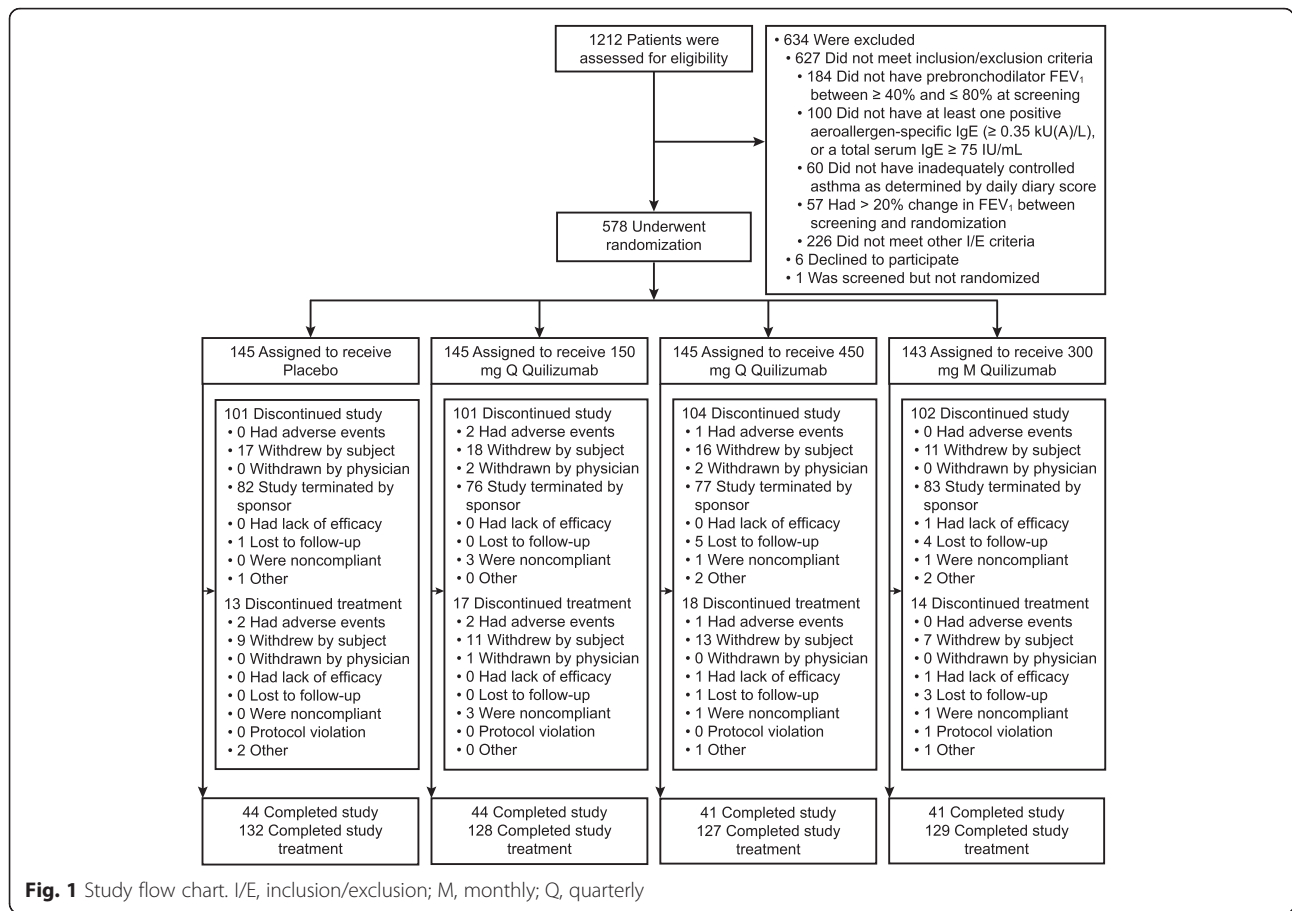 1212 Patients were
assessed for eligibility
• 634 Were excluded
• 627 Did not meet inclusion/exclusion criteria
• 184 Did not have prebronchodilator FEV₁
between ≥ 40% and ≤ 80% at screening
• 100 Did not have at least one positive
aeroallergen-specific IgE (≥ 0.35 kU(A)/L),
or a total serum IgE ≥ 75 IU/mL
• 60 Did not have inadequately controlled
asthma as determined by daily diary score
• 57 Had > 20% change in FEV₁ between
screening and randomization
• 226 Did not meet other I/E criteria
• 6 Declined to participate
• 1 Was screened but not randomized
578 Underwent
randomization
145 Assigned to receive
Placebo
145 Assigned to receive 150
mg Q Quilizumab
145 Assigned to receive 450
mg Q Quilizumab
143 Assigned to receive 300
mg M Quilizumab
101 Discontinued study
• 0 Had adverse events
• 17 Withdrew by subject
• 0 Withdrawn by physician
• 82 Study terminated by
sponsor
• 0 Had lack of efficacy
• 1 Lost to follow-up
• 0 Were noncompliant
• 1 Other
13 Discontinued treatment
• 2 Had adverse events
• 9 Withdrew by subject
• 0 Withdrawn by physician
• 0 Had lack of efficacy
• 0 Lost to follow-up
• 0 Were noncompliant
• 0 Protocol violation
• 2 Other
101 Discontinued study
• 2 Had adverse events
• 18 Withdrew by subject
• 2 Withdrawn by physician
• 76 Study terminated by
sponsor
• 0 Had lack of efficacy
• 0 Lost to follow-up
• 3 Were noncompliant
• 0 Other
17 Discontinued treatment
• 2 Had adverse events
• 11 Withdrew by subject
• 1 Withdrawn by physician
• 0 Had lack of efficacy
• 0 Lost to follow-up
• 3 Were noncompliant
• 0 Protocol violation
• 0 Other
104 Discontinued study
• 1 Had adverse events
• 16 Withdrew by subject
• 2 Withdrawn by physician
• 77 Study terminated by
sponsor
• 0 Had lack of efficacy
• 5 Lost to follow-up
• 1 Were noncompliant
• 2 Other
18 Discontinued treatment
• 1 Had adverse events
• 13 Withdrew by subject
• 0 Withdrawn by physician
• 1 Had lack of efficacy
• 1 Lost to follow-up
• 1 Were noncompliant
• 0 Protocol violation
• 1 Other
102 Discontinued study
• 0 Had adverse events
• 11 Withdrew by subject
• 0 Withdrawn by physician
• 83 Study terminated by
sponsor
• 1 Had lack of efficacy
• 4 Lost to follow-up
• 1 Were noncompliant
• 2 Other
14 Discontinued treatment
• 0 Had adverse events
• 7 Withdrew by subject
• 0 Withdrawn by physician
• 1 Had lack of efficacy
• 3 Lost to follow-up
• 1 Were noncompliant
• 1 Protocol violation
• 1 Other
44 Completed study
132 Completed study
treatment
44 Completed study
128 Completed study
treatment
41 Completed study
127 Completed study
treatment
41 Completed study
129 Completed study
treatment
Fig. 1 Study flow chart. I/E, inclusion/exclusion; M, monthly; Q, quarterly